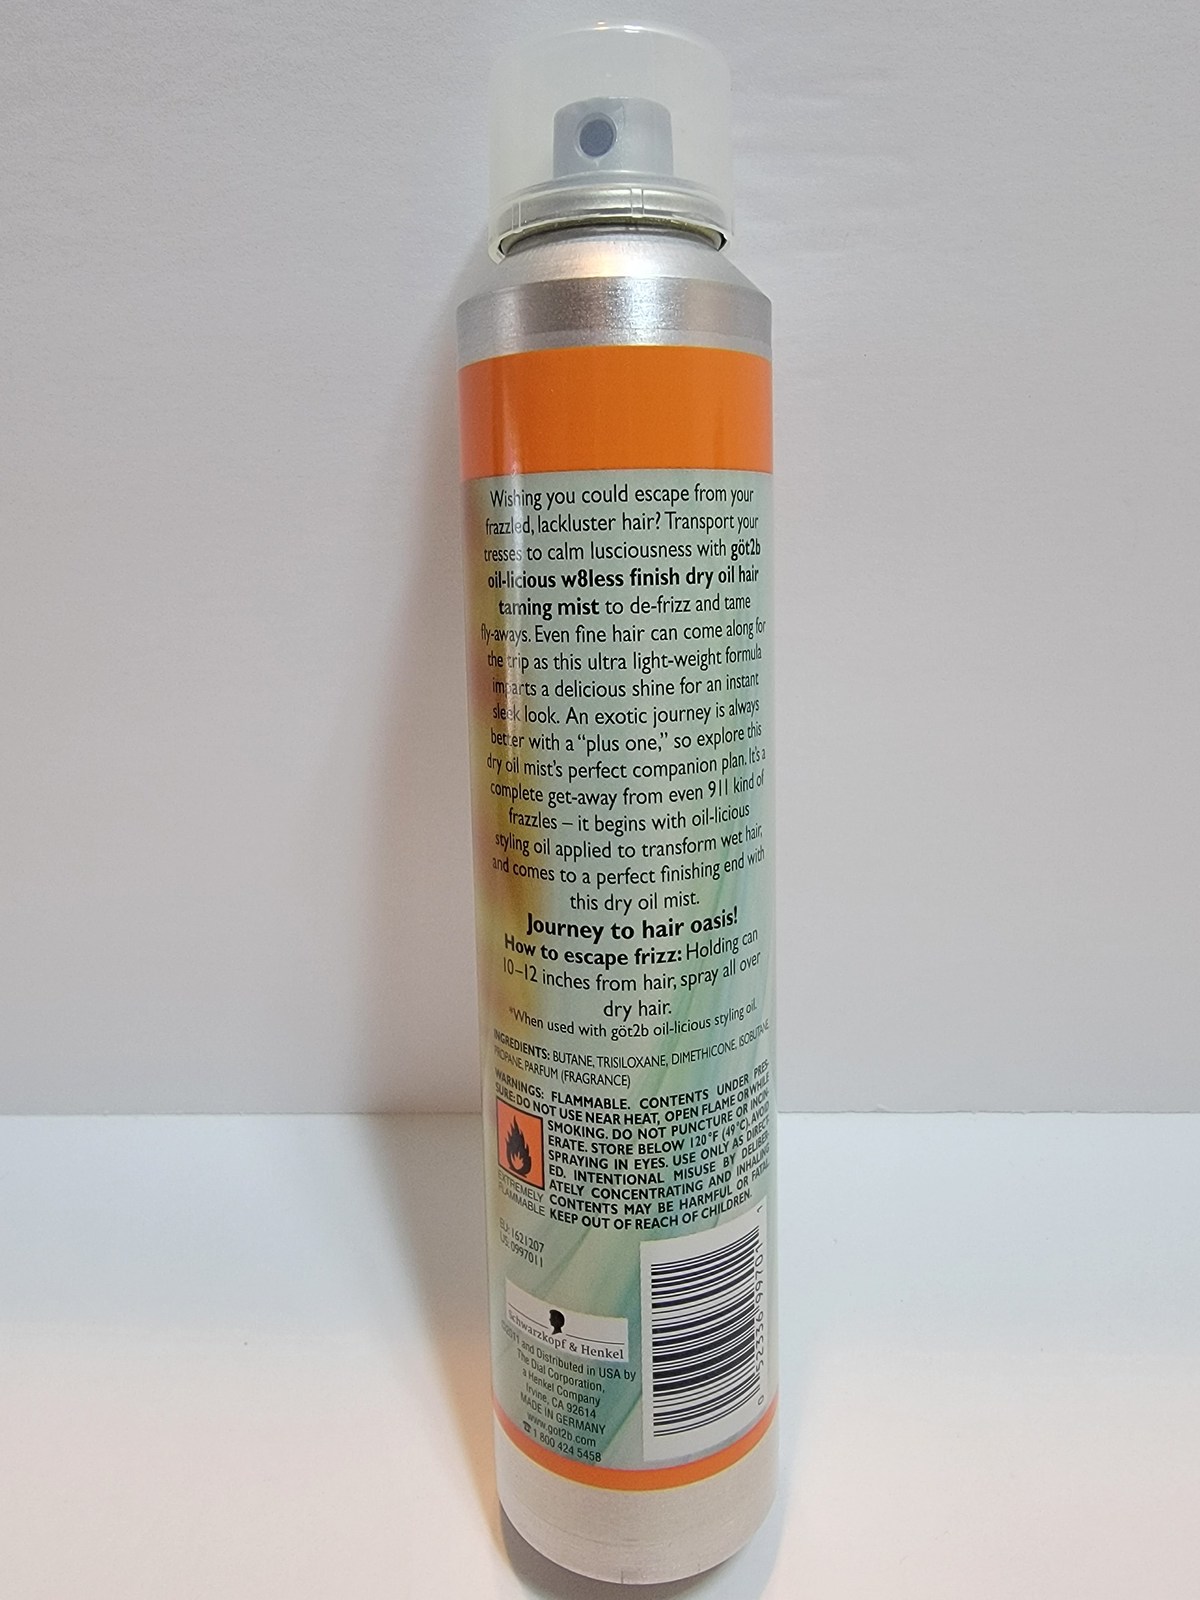 Wishing you could escape from your
frazzled, lackluster hair? Transport your
tresses to calm lusciousness with göt2b
oil-licious w8less finish dry oil hair
taming mist to de-frizz and tame
fly-aways. Even fine hair can come along for
the trip as this ultra light-weight formula
imparts a delicious shine for an instant
sleek look. An exotic journey is always
better with a “plus one,” so explore this
dry oil mist's perfect companion plan. It's a
complete get-away from even 911 kind of
frazzles – it begins with oil-licious
styling oil applied to transform wet hair,
and comes to a perfect finishing end with
this dry oil mist.
Journey to hair oasis!
How to escape frizz: Holding can
10–12 inches from hair, spray all over
dry hair.
*When used with göt2b oil-licious styling oil.
INGREDIENTS: BUTANE, TRISILOXANE, DIMETHICONE, ISOBUTANE,
PROPANE, PARFUM (FRAGRANCE)
WARNINGS: FLAMMABLE. CONTENTS UNDER PRES-
SURE: DO NOT USE NEAR HEAT, OPEN FLAME OR WHILE
SMOKING. DO NOT PUNCTURE OR INCIN-
ERATE. STORE BELOW 120°F (49°C). AVOID
SPRAYING IN EYES. USE ONLY AS DIRECT-
ED. INTENTIONAL MISUSE BY DELIBER-
ATELY CONCENTRATING AND INHALING
CONTENTS MAY BE HARMFUL OR FATAL.
KEEP OUT OF REACH OF CHILDREN.
EXTREMELY
FLAMMABLE
EU: 1621207
US: 0997011
Schwarzkopf & Henkel
©2011 and Distributed in USA by
The Dial Corporation,
a Henkel Company
Irvine, CA 92614
MADE IN GERMANY
www.got2b.com
☎ 1 800 424 5458
0 52336 99701 1